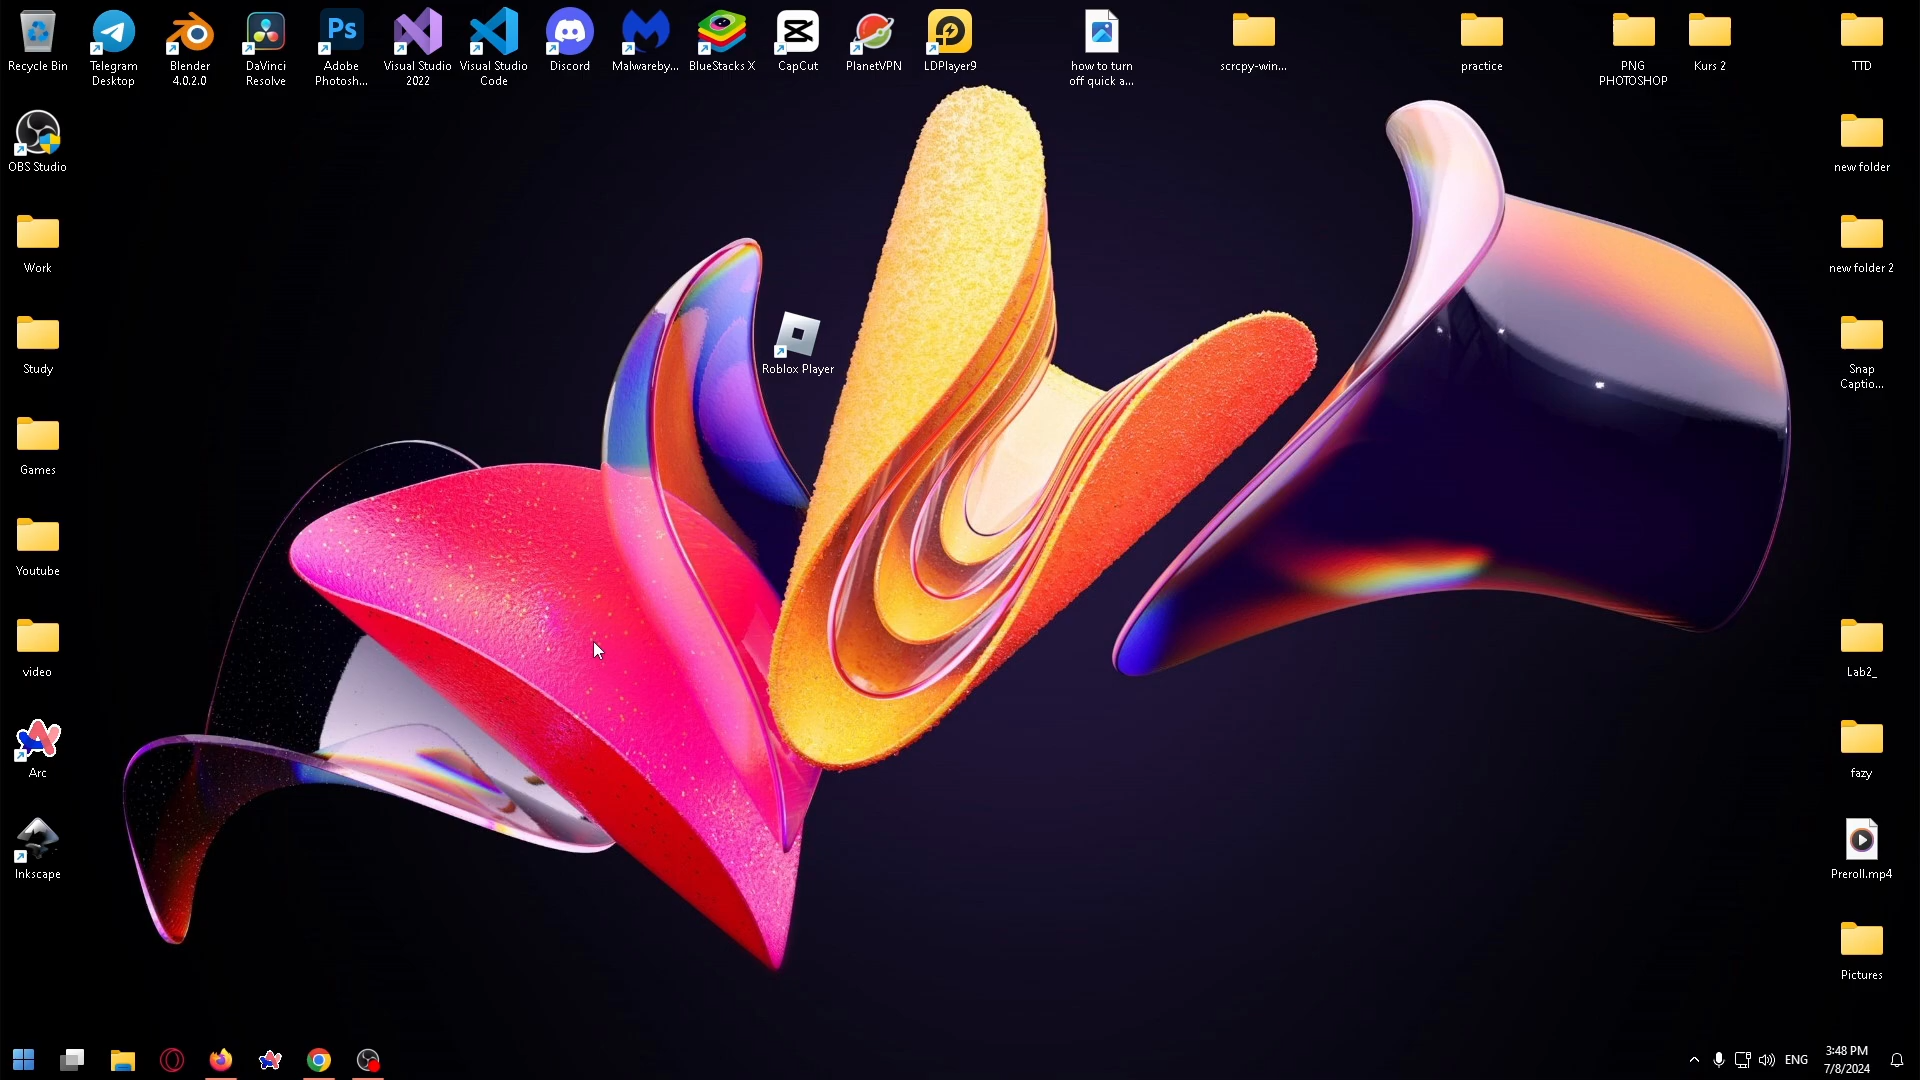 Recycle Bin
Telegram
Desktop
Blender
4.0.2.0
DaVinci
Resolve
Adobe
Photosh...
Visual Studio
2022
Visual Studio
Code
Discord
Malwareby...
BlueStacks X
CapCut
PlanetVPN
LDPlayer9
how to turn
off quick a...
scrcpy-win...
practice
PNG
PHOTOSHOP
Kurs 2
TTD
Ps
OBS Studio
new folder
Work
new folder 2
Study
Roblox Player
Snap
Captio...
Games
Youtube
video
Lab2_
Arc
fazy
Inkscape
Preroll.mp4
Pictures
ENG
3:48 PM
7/8/2024